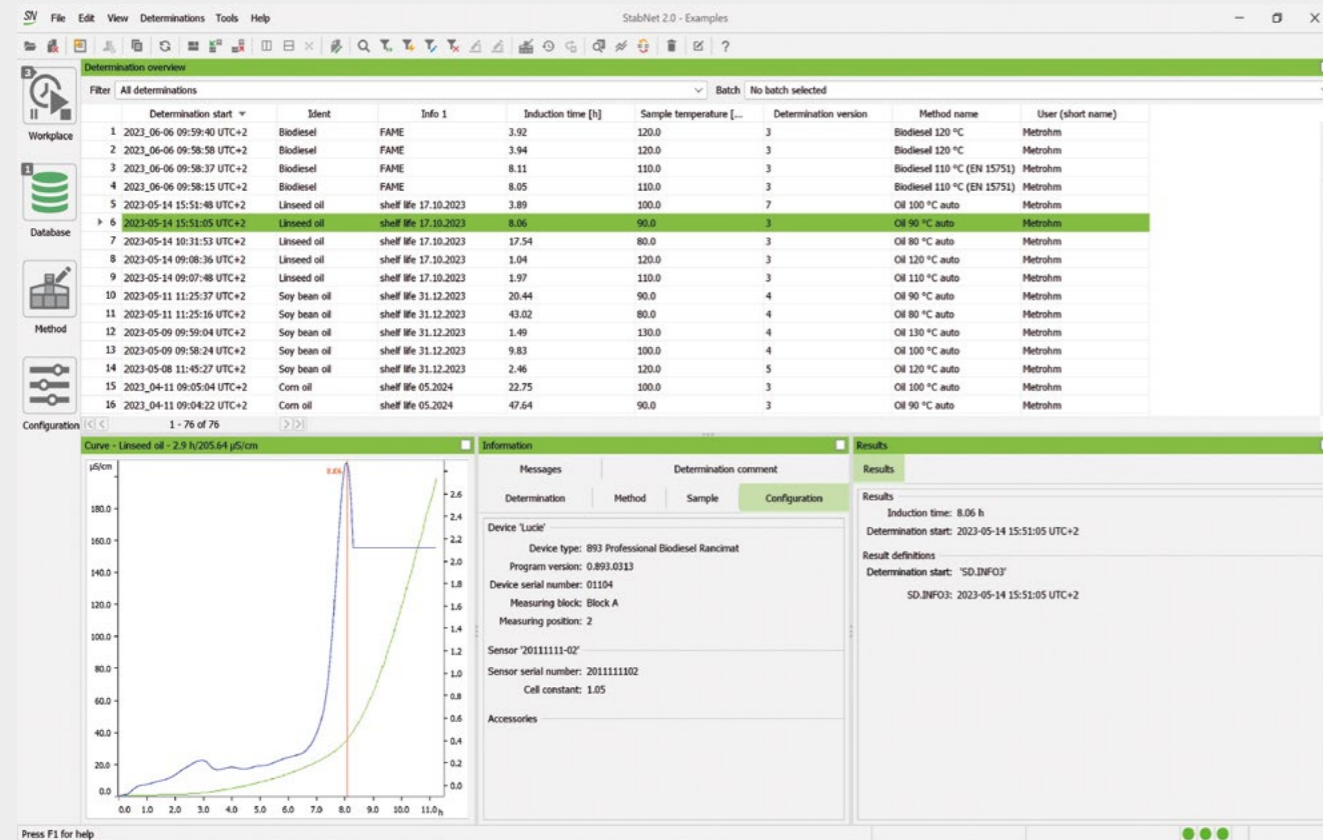 SN File Edit View Determinations Tools Help StabNet 2.0 - Examples
3
Workplace
1
Database
Method
Configuration
Determination overview
Filter All determinations Batch No batch selected
Determination start Ident Info 1 Induction time [h] Sample temperature [... Determination version Method name User (short name)
1 2023_06-06 09:59:40 UTC+2 Biodiesel FAME 3.92 120.0 3 Biodiesel 120 °C Metrohm
2 2023_06-06 09:58:58 UTC+2 Biodiesel FAME 3.94 120.0 3 Biodiesel 120 °C Metrohm
3 2023_06-06 09:58:37 UTC+2 Biodiesel FAME 8.11 110.0 3 Biodiesel 110 °C (EN 15751) Metrohm
4 2023_06-06 09:58:15 UTC+2 Biodiesel FAME 8.05 110.0 3 Biodiesel 110 °C (EN 15751) Metrohm
5 2023-05-14 15:51:48 UTC+2 Linseed oil shelf life 17.10.2023 3.89 100.0 7 Oil 100 °C auto Metrohm
6 2023-05-14 15:51:05 UTC+2 Linseed oil shelf life 17.10.2023 8.06 90.0 3 Oil 90 °C auto Metrohm
7 2023-05-14 10:31:53 UTC+2 Linseed oil shelf life 17.10.2023 17.54 80.0 3 Oil 80 °C auto Metrohm
8 2023-05-14 09:08:36 UTC+2 Linseed oil shelf life 17.10.2023 1.04 120.0 3 Oil 120 °C auto Metrohm
9 2023-05-14 09:07:48 UTC+2 Linseed oil shelf life 17.10.2023 1.97 110.0 3 Oil 110 °C auto Metrohm
10 2023-05-11 11:25:37 UTC+2 Soy bean oil shelf life 31.12.2023 20.44 90.0 4 Oil 90 °C auto Metrohm
11 2023-05-11 11:25:16 UTC+2 Soy bean oil shelf life 31.12.2023 43.02 80.0 4 Oil 80 °C auto Metrohm
12 2023-05-09 09:59:04 UTC+2 Soy bean oil shelf life 31.12.2023 1.49 130.0 4 Oil 130 °C auto Metrohm
13 2023-05-09 09:58:24 UTC+2 Soy bean oil shelf life 31.12.2023 9.83 100.0 4 Oil 100 °C auto Metrohm
14 2023-05-08 11:45:27 UTC+2 Soy bean oil shelf life 31.12.2023 2.46 120.0 5 Oil 120 °C auto Metrohm
15 2023_04-11 09:05:04 UTC+2 Corn oil shelf life 05.2024 22.75 100.0 3 Oil 100 °C auto Metrohm
16 2023_04-11 09:04:22 UTC+2 Corn oil shelf life 05.2024 47.64 90.0 3 Oil 90 °C auto Metrohm
1 - 76 of 76
Curve - Linseed oil - 2.9 h/205.64 µS/cm
µS/cm
8.06
180.0
160.0
140.0
120.0
100.0
80.0
60.0
40.0
20.0
0.0
2.6
2.4
2.2
2.0
1.8
1.6
1.4
1.2
1.0
0.8
0.6
0.4
0.2
0.0
0.0 1.0 2.0 3.0 4.0 5.0 6.0 7.0 8.0 9.0 10.0 11.0 h
Information
Messages Determination comment
Determination Method Sample Configuration
Device 'Lucie'
Device type: 893 Professional Biodiesel Rancimat
Program version: 0.893.0313
Device serial number: 01104
Measuring block: Block A
Measuring position: 2
Sensor '20111111-02'
Sensor serial number: 2011111102
Cell constant: 1.05
Accessories
Results
Results
Results
Induction time: 8.06 h
Determination start: 2023-05-14 15:51:05 UTC+2
Result definitions
Determination start: 'SD.INFO3'
SD.INFO3: 2023-05-14 15:51:05 UTC+2
Press F1 for help